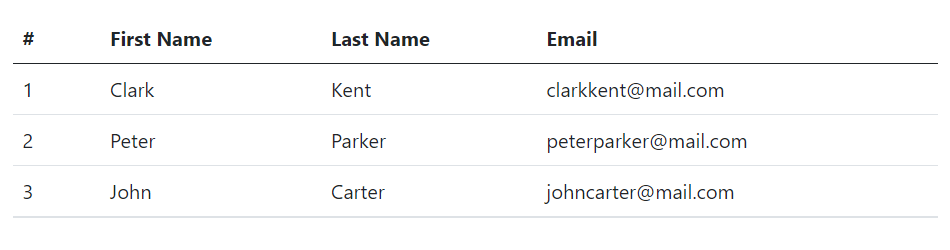 # First Name Last Name Email
1 Clark Kent clarkkent@mail.com
2 Peter Parker peterparker@mail.com
3 John Carter johncarter@mail.com